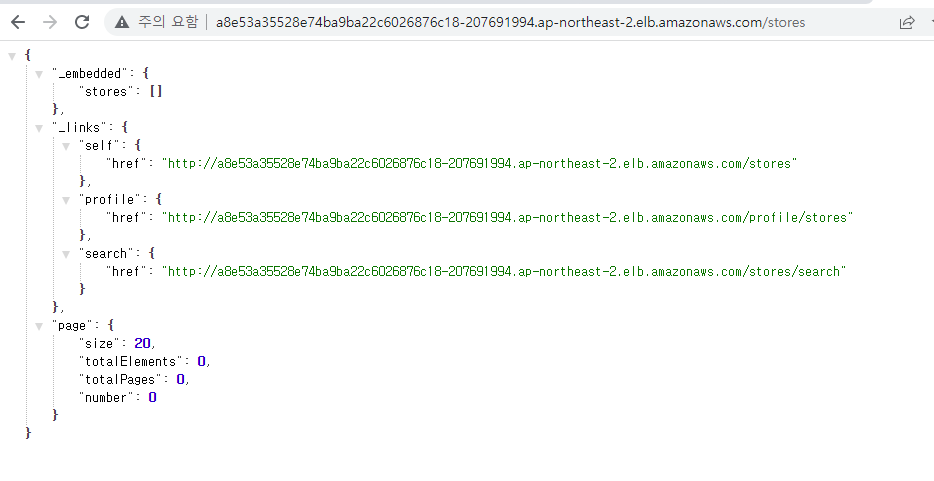 주의 요함 | a8e53a35528e74ba9ba22c6026876c18-207691994.ap-northeast-2.elb.amazonaws.com/stores
{
"_embedded": {
"stores": []
},
"_links": {
"self": {
"href": "http://a8e53a35528e74ba9ba22c6026876c18-207691994.ap-northeast-2.elb.amazonaws.com/stores"
},
"profile": {
"href": "http://a8e53a35528e74ba9ba22c6026876c18-207691994.ap-northeast-2.elb.amazonaws.com/profile/stores"
},
"search": {
"href": "http://a8e53a35528e74ba9ba22c6026876c18-207691994.ap-northeast-2.elb.amazonaws.com/stores/search"
}
},
"page": {
"size": 20,
"totalElements": 0,
"totalPages": 0,
"number": 0
}
}